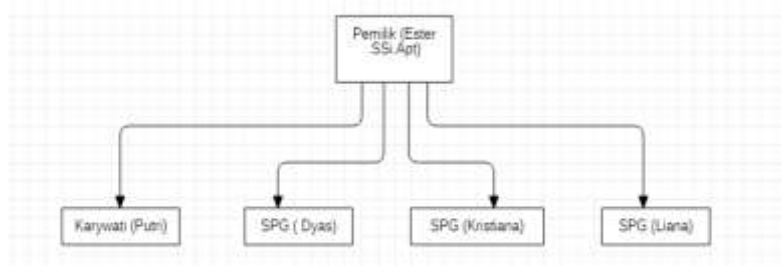 Pemilik (Ester
SSi.Apt)
Karywati (Putri)
SPG ( Dyas)
SPG (Kristiana)
SPG (Liana)